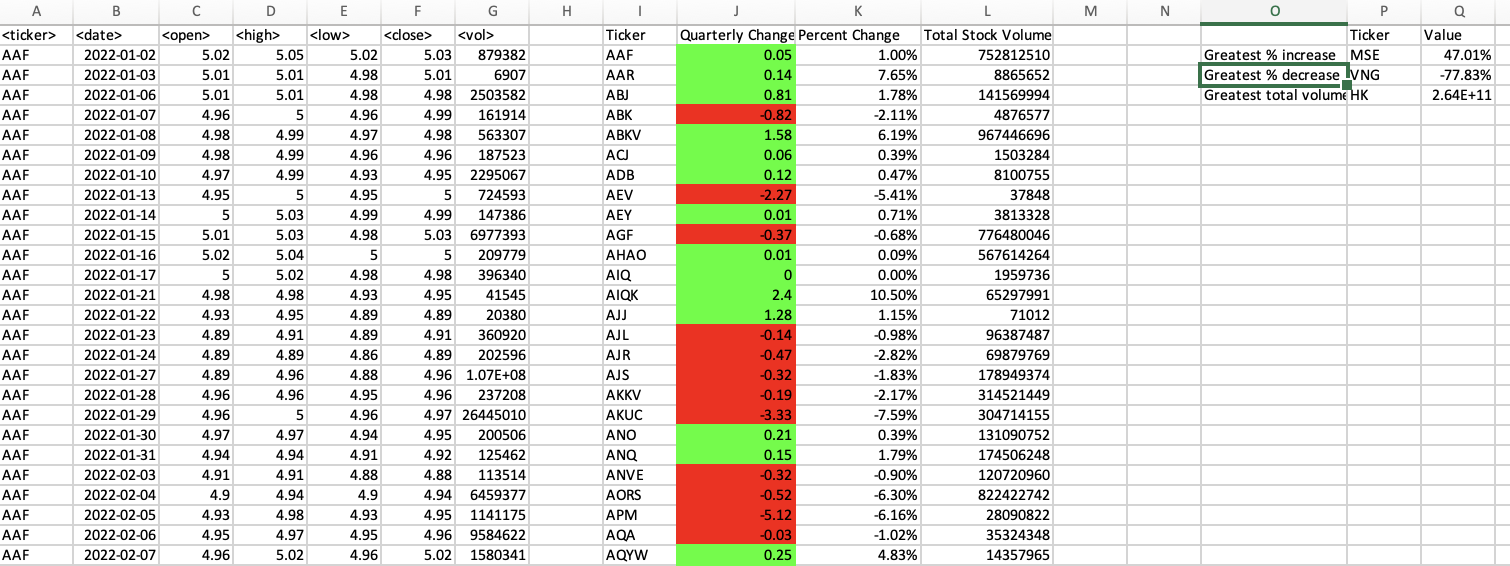 A B C D E F G H I J K L M N O P Q
<ticker> <date> <open> <high> <low> <close> <vol> Ticker Quarterly Change Percent Change Total Stock Volume Ticker Value
AAF 2022-01-02 5.02 5.05 5.02 5.03 879382 AAF 0.05 1.00% 752812510 Greatest % increase MSE 47.01%
AAF 2022-01-03 5.01 5.01 4.98 5.01 6907 AAR 0.14 7.65% 8865652 Greatest % decrease VNG -77.83%
AAF 2022-01-06 5.01 5.01 4.98 4.98 2503582 ABJ 0.81 1.78% 141569994 Greatest total volume HK 2.64E+11
AAF 2022-01-07 4.96 5 4.96 4.99 161914 ABK -0.82 -2.11% 4876577
AAF 2022-01-08 4.98 4.99 4.97 4.98 563307 ABKV 1.58 6.19% 967446696
AAF 2022-01-09 4.98 4.99 4.96 4.96 187523 ACJ 0.06 0.39% 1503284
AAF 2022-01-10 4.97 4.99 4.93 4.95 2295067 ADB 0.12 0.47% 8100755
AAF 2022-01-13 4.95 5 4.95 5 724593 AEV -2.27 -5.41% 37848
AAF 2022-01-14 5 5.03 4.99 4.99 147386 AEY 0.01 0.71% 3813328
AAF 2022-01-15 5.01 5.03 4.98 5.03 6977393 AGF -0.37 -0.68% 776480046
AAF 2022-01-16 5.02 5.04 5 5 209779 AHAO 0.01 0.09% 567614264
AAF 2022-01-17 5 5.02 4.98 4.98 396340 AIQ 0 0.00% 1959736
AAF 2022-01-21 4.98 4.98 4.93 4.95 41545 AIQK 2.4 10.50% 65297991
AAF 2022-01-22 4.93 4.95 4.89 4.89 20380 AJJ 1.28 1.15% 71012
AAF 2022-01-23 4.89 4.91 4.89 4.91 360920 AJL -0.14 -0.98% 96387487
AAF 2022-01-24 4.89 4.89 4.86 4.89 202596 AJR -0.47 -2.82% 69879769
AAF 2022-01-27 4.89 4.96 4.88 4.96 1.07E+08 AJS -0.32 -1.83% 178949374
AAF 2022-01-28 4.96 4.96 4.95 4.96 237208 AKKV -0.19 -2.17% 314521449
AAF 2022-01-29 4.96 5 4.96 4.97 26445010 AKUC -3.33 -7.59% 304714155
AAF 2022-01-30 4.97 4.97 4.94 4.95 200506 ANO 0.21 0.39% 131090752
AAF 2022-01-31 4.94 4.94 4.91 4.92 125462 ANQ 0.15 1.79% 174506248
AAF 2022-02-03 4.91 4.91 4.88 4.88 113514 ANVE -0.32 -0.90% 120720960
AAF 2022-02-04 4.9 4.94 4.9 4.94 6459377 AORS -0.52 -6.30% 822422742
AAF 2022-02-05 4.93 4.98 4.93 4.95 1141175 APM -5.12 -6.16% 28090822
AAF 2022-02-06 4.95 4.97 4.95 4.96 9584622 AQA -0.03 -1.02% 35324348
AAF 2022-02-07 4.96 5.02 4.96 5.02 1580341 AQYW 0.25 4.83% 14357965